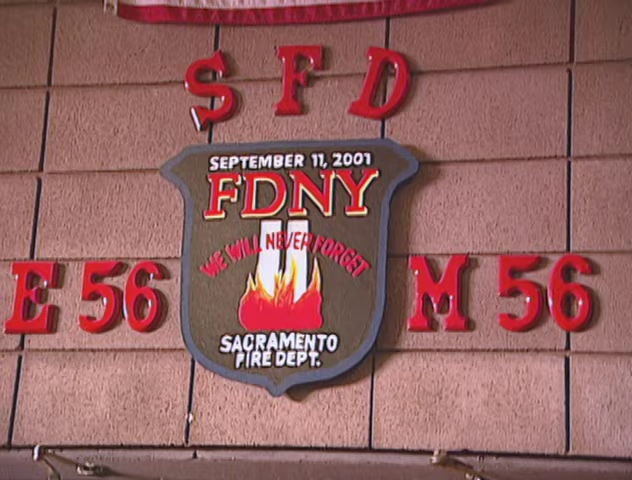 S F D
SEPTEMBER 11, 2001
FDNY
WE WILL NEVER FORGET
E 56
M 56
SACRAMENTO
FIRE DEPT.